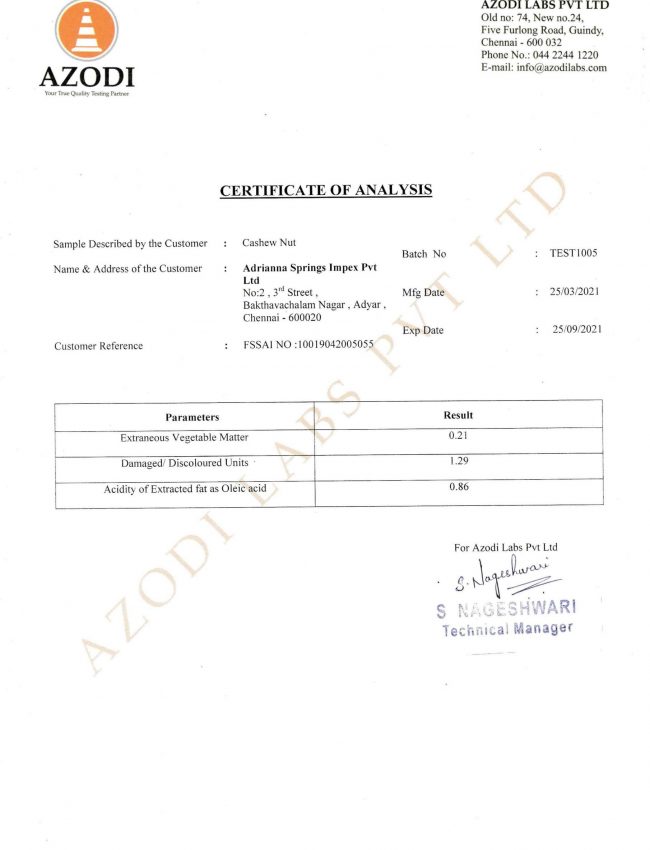 AZODI
Your True Quality Testing Partner
AZODI LABS PVT LTD
Old no: 74, New no.24,
Five Furlong Road, Guindy,
Chennai - 600 032
Phone No.: 044 2244 1220
E-mail: info@azodilabs.com
CERTIFICATE OF ANALYSIS
Sample Described by the Customer : Cashew Nut
Batch No : TEST1005
Name & Address of the Customer : Adrianna Springs Impex Pvt
Ltd
No:2 , 3rd Street ,
Mfg Date : 25/03/2021
Bakthavachalam Nagar , Adyar ,
Chennai - 600020
Exp Date : 25/09/2021
Customer Reference : FSSAI NO :10019042005055
Parameters Result
Extraneous Vegetable Matter 0.21
Damaged/ Discoloured Units 1.29
Acidity of Extracted fat as Oleic acid 0.86
For Azodi Labs Pvt Ltd
S. Nageshwari
S NAGESHWARI
Technical Manager
AZODI LABS PVT LTD